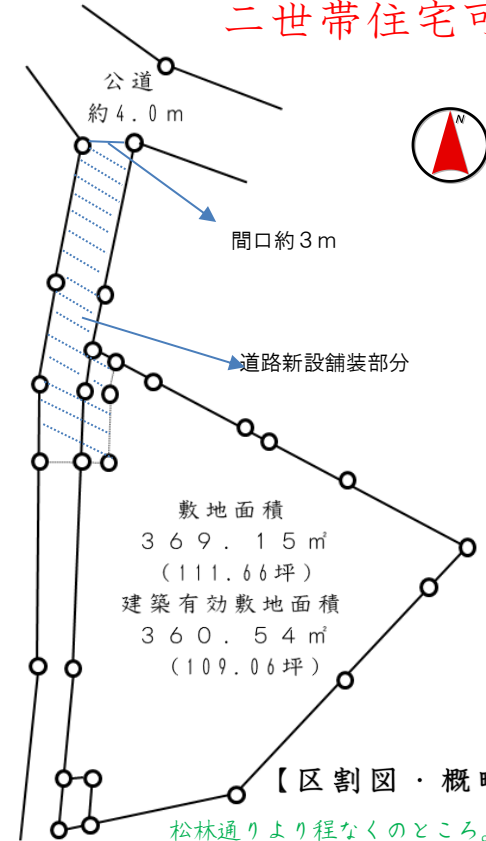 二世帯住宅可
公道
約4.0m
N
間口約3m
道路新設舗装部分
敷地面積
369.15㎡
(111.66坪)
建築有効敷地面積
360.54㎡
(109.06坪)
【区割図・概略
松林通りより程なくのところ。